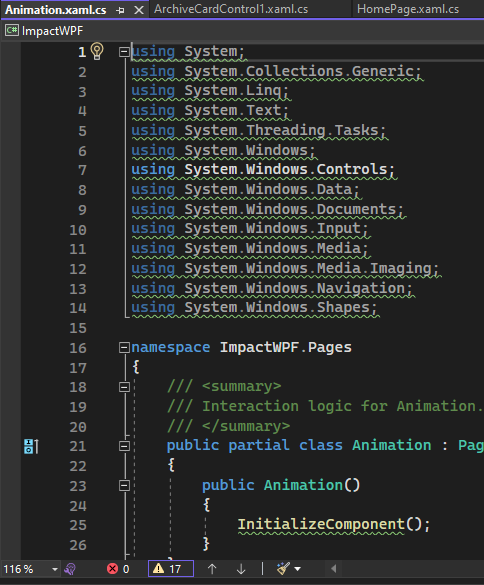 Animation.xaml.cs
ArchiveCardControl1.xaml.cs
HomePage.xaml.cs
C# ImpactWPF
1 using System;
2 using System.Collections.Generic;
3 using System.Linq;
4 using System.Text;
5 using System.Threading.Tasks;
6 using System.Windows;
7 using System.Windows.Controls;
8 using System.Windows.Data;
9 using System.Windows.Documents;
10 using System.Windows.Input;
11 using System.Windows.Media;
12 using System.Windows.Media.Imaging;
13 using System.Windows.Navigation;
14 using System.Windows.Shapes;
15
16 namespace ImpactWPF.Pages
17 {
18 /// <summary>
19 /// Interaction logic for Animation.
20 /// </summary>
21 public partial class Animation : Pag
22 {
23 public Animation()
24 {
25 InitializeComponent();
26 }
116 % 0 17